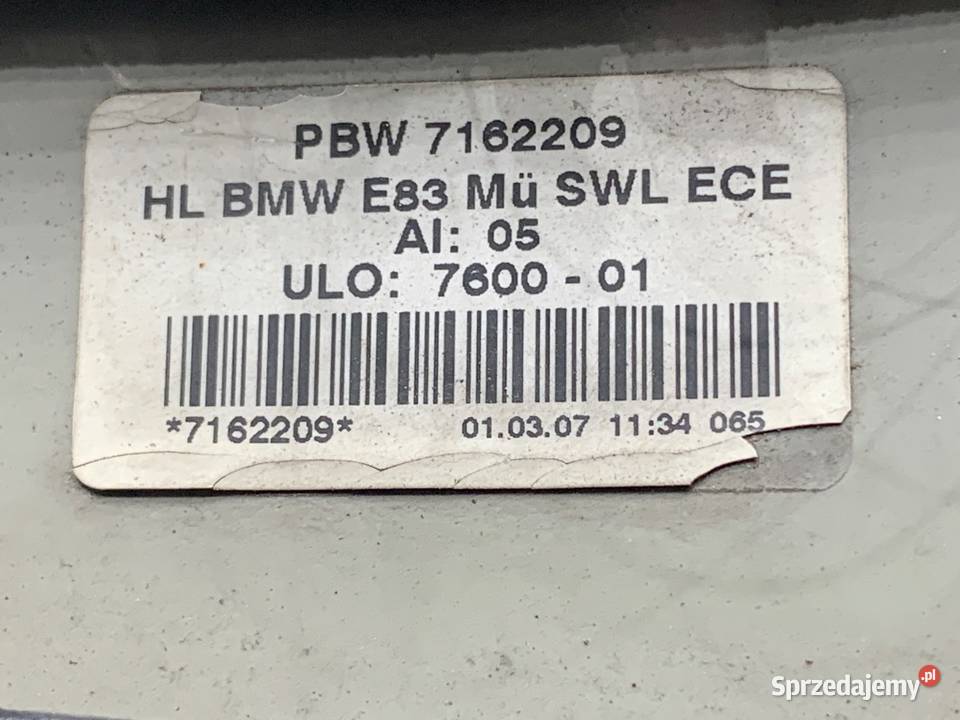 PBW 7162209
HL BMW E83 Mü SWL ECE
AI: 05
ULO: 7600 - 01
*7162209* 01.03.07 11:34 065
Sprzedajemy.pl